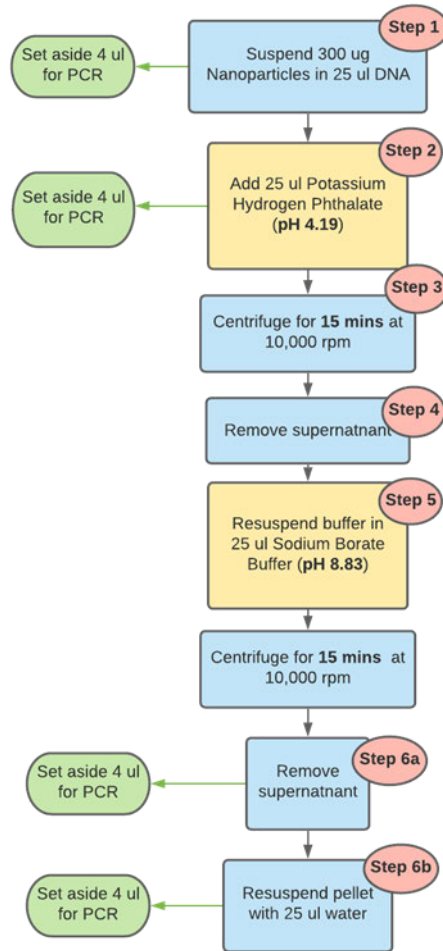 Step 1
Set aside 4 ul
for PCR
Suspend 300 ug
Nanoparticles in 25 ul DNA
Step 2
Set aside 4 ul
for PCR
Add 25 ul Potassium
Hydrogen Phthalate
(pH 4.19)
Step 3
Centrifuge for 15 mins at
10,000 rpm
Step 4
Remove supernatnant
Step 5
Resuspend buffer in
25 ul Sodium Borate
Buffer (pH 8.83)
Centrifuge for 15 mins at
10,000 rpm
Step 6a
Set aside 4 ul
for PCR
Remove
supernatnant
Step 6b
Set aside 4 ul
for PCR
Resuspend pellet
with 25 ul water